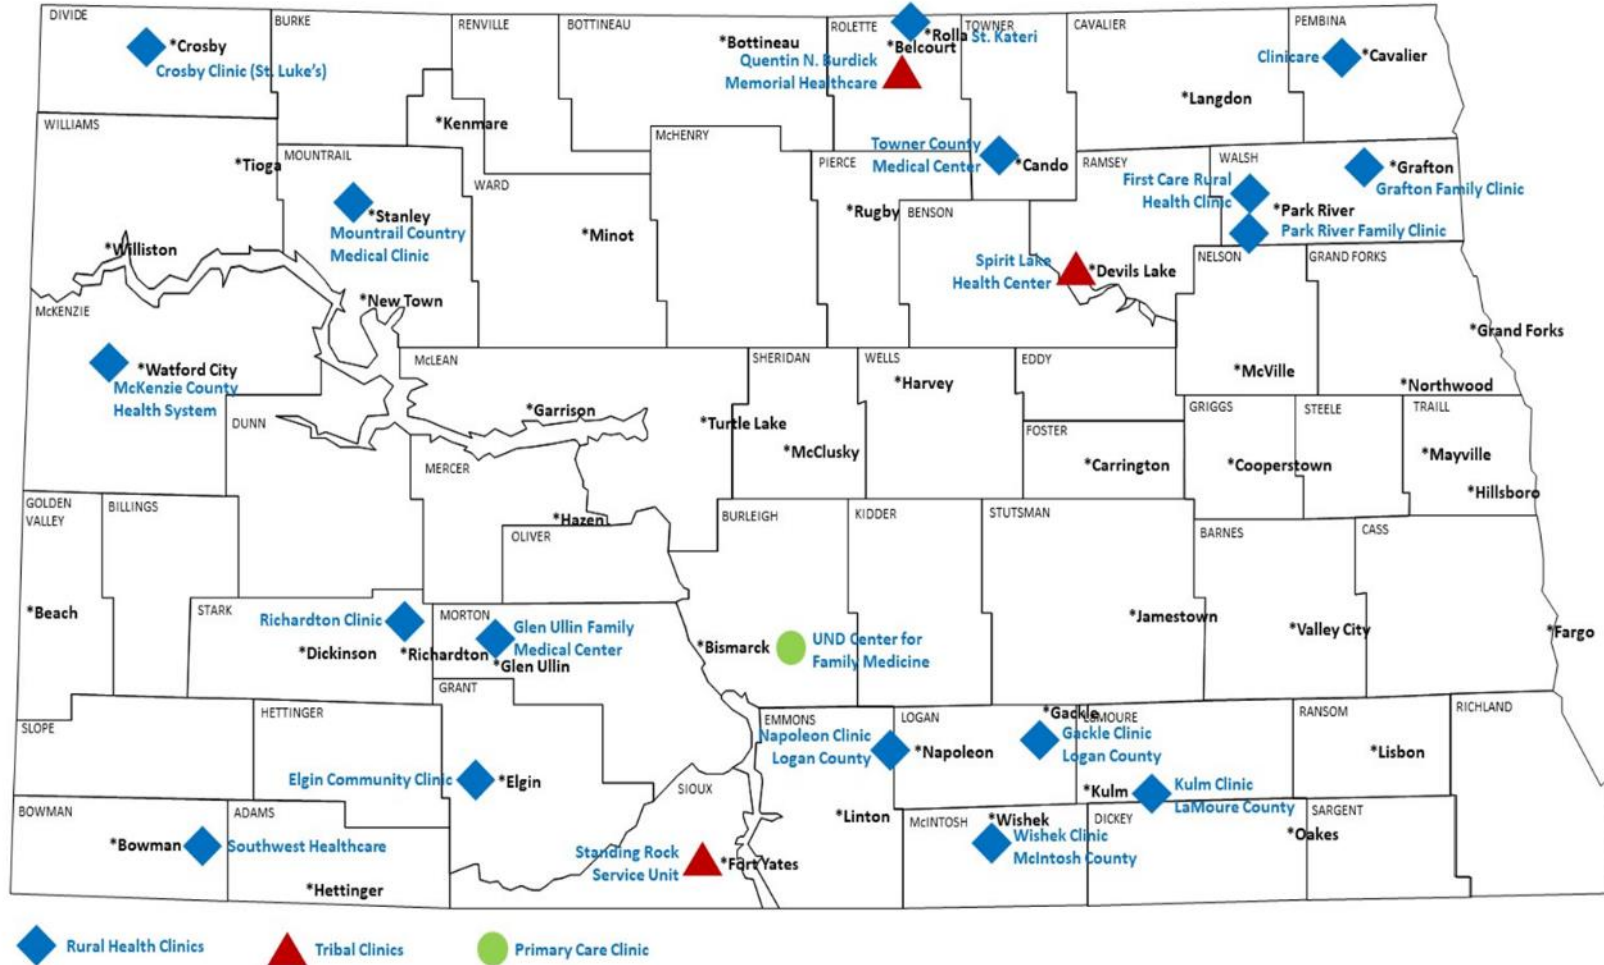 DIVIDE
BURKE
RENVILLE
BOTTINEAU
ROLETTE
TOWNER
CAVALIER
PEMBINA
*Crosby
Crosby Clinic (St. Luke's)
*Bottineau
*Rolla St. Kateri
*Belcourt
Quentin N. Burdick
Memorial Healthcare
Clinicare
*Cavalier
*Langdon
WILLIAMS
*Kenmare
McHENRY
*Tioga
MOUNTRAIL
WARD
PIERCE
Towner County
Medical Center
*Cando
RAMSEY
WALSH
First Care Rural
Health Clinic
*Grafton
Grafton Family Clinic
*Park River
Park River Family Clinic
*Stanley
Mountrail Country
Medical Clinic
*Minot
*Rugby
BENSON
*Williston
Spirit Lake
Health Center
*Devils Lake
NELSON
GRAND FORKS
*New Town
McKENZIE
*Grand Forks
*Watford City
McKenzie County
Health System
McLEAN
SHERIDAN
WELLS
EDDY
*Harvey
*McVille
*Northwood
DUNN
*Garrison
*Turtle Lake
*McClusky
FOSTER
*Carrington
GRIGGS
STEELE
TRAILL
*Cooperstown
*Mayville
*Hillsboro
MERCER
GOLDEN
VALLEY
BILLINGS
*Hazen
OLIVER
BURLEIGH
KIDDER
STUTSMAN
BARNES
CASS
*Beach
STARK
Richardton Clinic
*Dickinson
*Richardton
MORTON
Glen Ullin Family
Medical Center
*Glen Ullin
*Bismarck
UND Center for
Family Medicine
*Jamestown
*Valley City
*Fargo
SLOPE
HETTINGER
GRANT
EMMONS
LOGAN
*Gackle
LaMOURE
RANSOM
RICHLAND
Napoleon Clinic
Logan County
*Napoleon
Gackle Clinic
Logan County
*Lisbon
Elgin Community Clinic
*Elgin
SIOUX
*Kulm
Kulm Clinic
LaMoure County
BOWMAN
ADAMS
*Bowman
Southwest Healthcare
*Linton
McINTOSH
*Wishek
Wishek Clinic
McIntosh County
DICKEY
SARGENT
*Oakes
Standing Rock
Service Unit
*Fort Yates
*Hettinger
Rural Health Clinics
Tribal Clinics
Primary Care Clinic